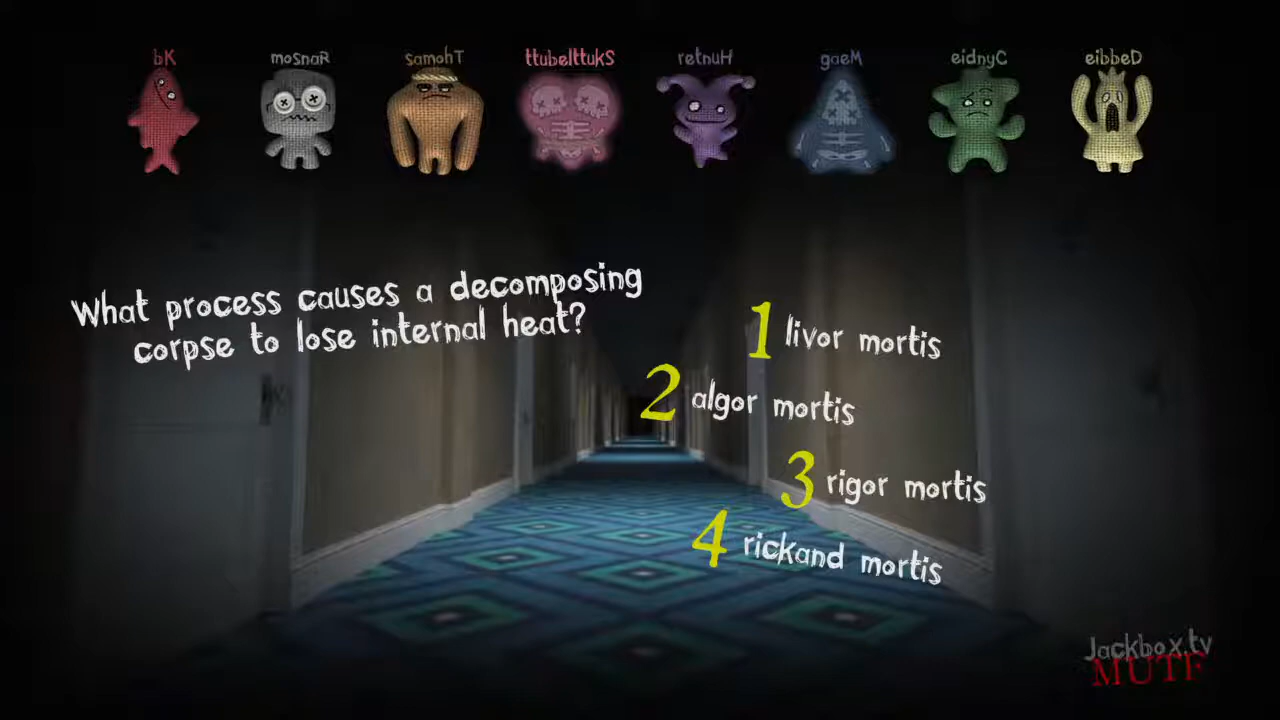 bK
mosnaR
samohT
ttubelttukS
retnuH
gaeM
eidnyC
eibbeD
What process causes a decomposing
corpse to lose internal heat?
1 livor mortis
2 algor mortis
3 rigor mortis
4 rickand mortis
Jackbox.tv
MUTF